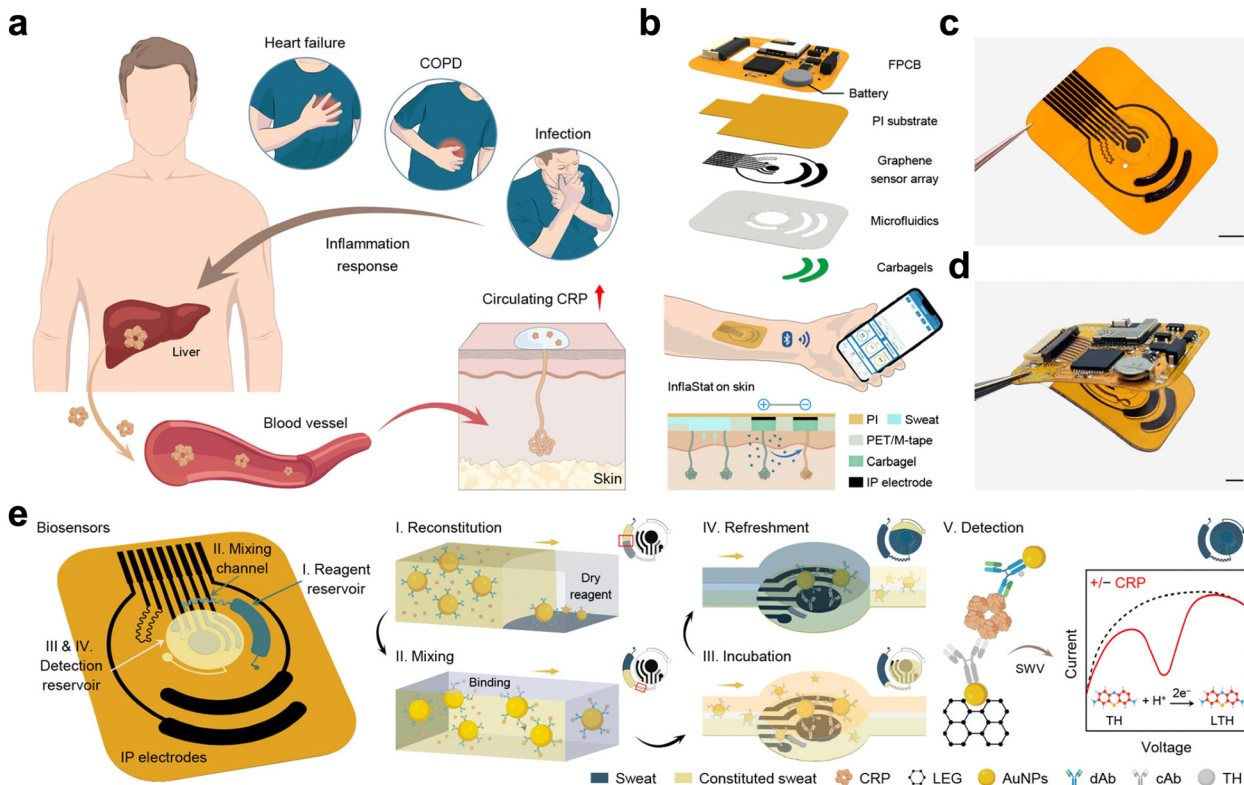 a
Heart failure
COPD
Infection
Inflammation
response
Circulating CRP
Liver
Blood vessel
Skin
b
FPCB
Battery
PI substrate
Graphene
sensor array
Microfluidics
Carbagels
InflaStat on skin
PI
Sweat
PET/M-tape
Carbagel
IP electrode
c
d
e
Biosensors
II. Mixing
channel
I. Reagent
reservoir
III & IV.
Detection
reservoir
IP electrodes
I. Reconstitution
Dry
reagent
II. Mixing
Binding
IV. Refreshment
III. Incubation
V. Detection
SWV
+/− CRP
Current
TH
+ H⁺
2e⁻
LTH
Voltage
Sweat
Constituted sweat
CRP
LEG
AuNPs
dAb
cAb
TH